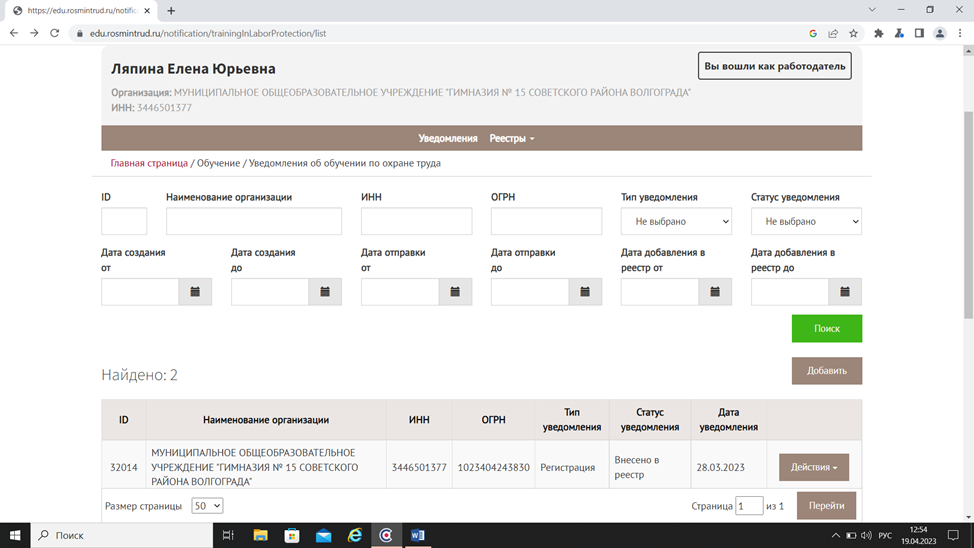 https://edu.rosmintrud.ru/notific
edu.rosmintrud.ru/notification/trainingInLaborProtection/list
Ляпина Елена Юрьевна
Вы вошли как работодатель
Организация: МУНИЦИПАЛЬНОЕ ОБЩЕОБРАЗОВАТЕЛЬНОЕ УЧРЕЖДЕНИЕ "ГИМНАЗИЯ № 15 СОВЕТСКОГО РАЙОНА ВОЛГОГРАДА"
ИНН: 3446501377
Уведомления Реестры
Главная страница / Обучение / Уведомления об обучении по охране труда
ID Наименование организации ИНН ОГРН Тип уведомления Статус уведомления
Не выбрано Не выбрано
Дата создания от Дата создания до Дата отправки от Дата отправки до Дата добавления в реестр от Дата добавления в реестр до
Поиск
Найдено: 2
Добавить
ID Наименование организации ИНН ОГРН Тип уведомления Статус уведомления Дата уведомления
32014 МУНИЦИПАЛЬНОЕ ОБЩЕОБРАЗОВАТЕЛЬНОЕ УЧРЕЖДЕНИЕ "ГИМНАЗИЯ № 15 СОВЕТСКОГО РАЙОНА ВОЛГОГРАДА" 3446501377 1023404243830 Регистрация Внесено в реестр 28.03.2023 Действия
Размер страницы 50 Страница 1 из 1 Перейти
Поиск
РУС
12:54
19.04.2023